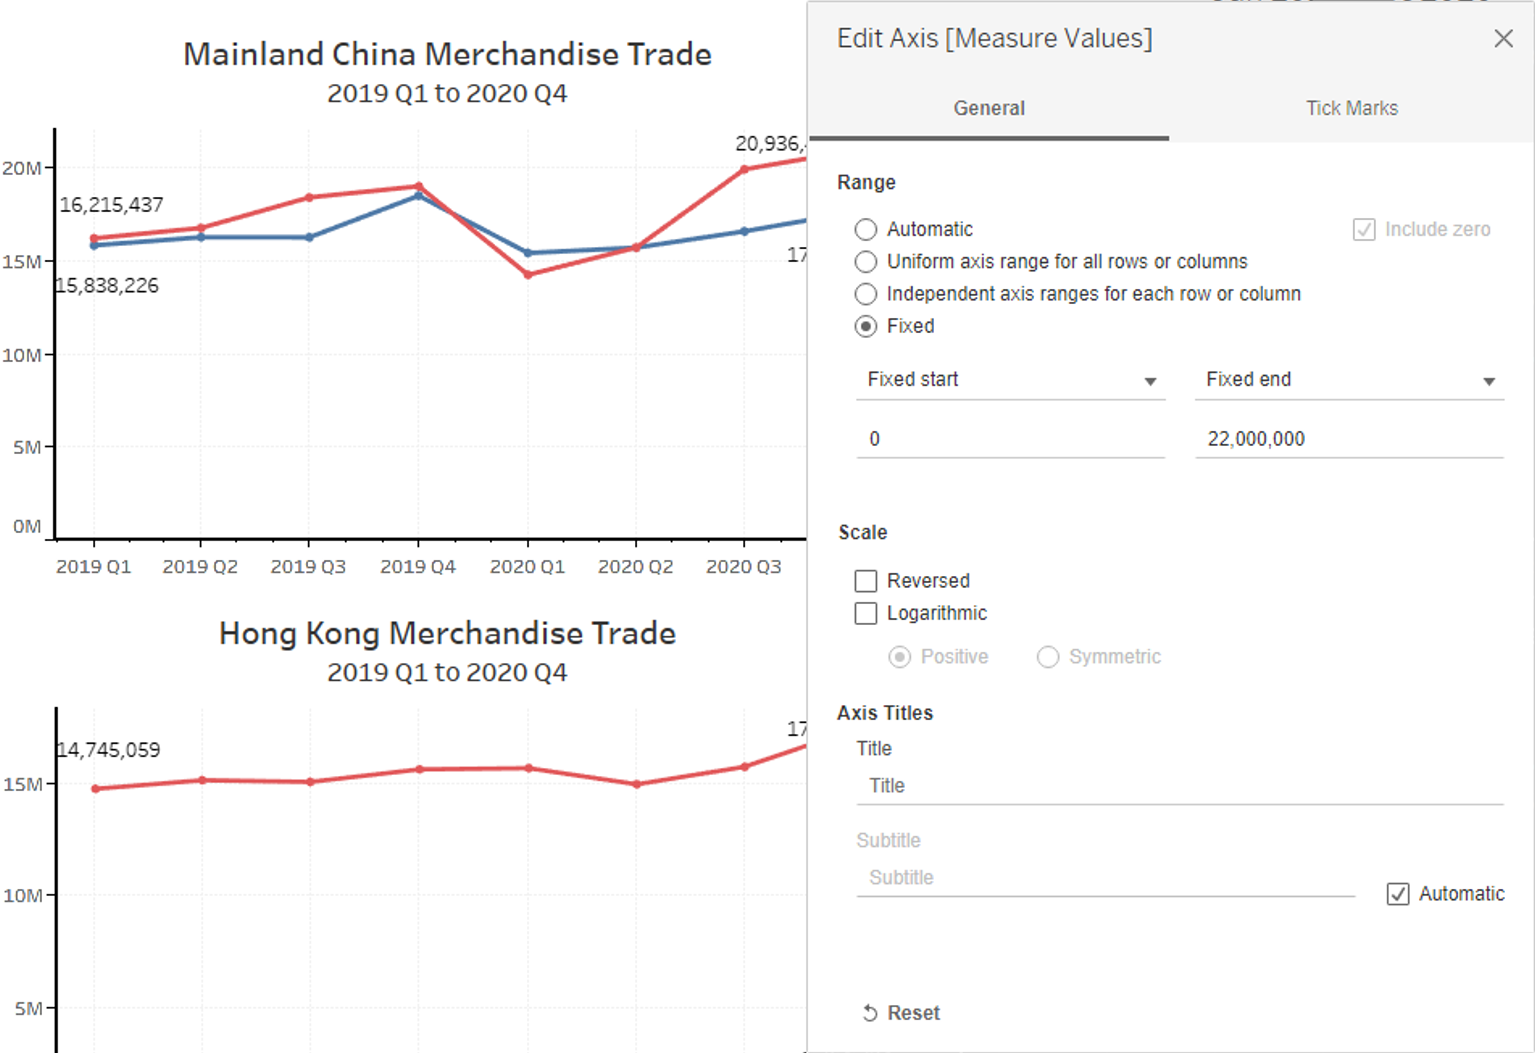 Mainland China Merchandise Trade
2019 Q1 to 2020 Q4
20M
15M
10M
5M
0M
16,215,437
15,838,226
20,936,
17
2019 Q1 2019 Q2 2019 Q3 2019 Q4 2020 Q1 2020 Q2 2020 Q3
Hong Kong Merchandise Trade
2019 Q1 to 2020 Q4
14,745,059
17
15M
10M
5M
Edit Axis [Measure Values]
General Tick Marks
Range
Automatic Include zero
Uniform axis range for all rows or columns
Independent axis ranges for each row or column
Fixed
Fixed start Fixed end
0 22,000,000
Scale
Reversed
Logarithmic
Positive Symmetric
Axis Titles
Title
Title
Subtitle
Subtitle
Automatic
Reset